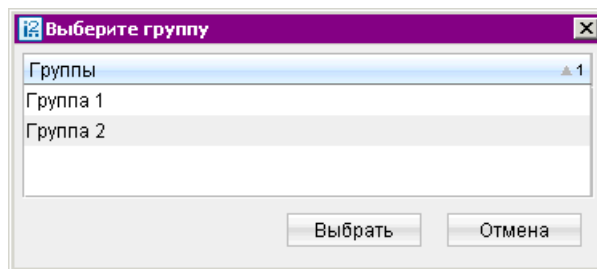 Выберите группу
Группы 1
Группа 1
Группа 2
Выбрать Отмена